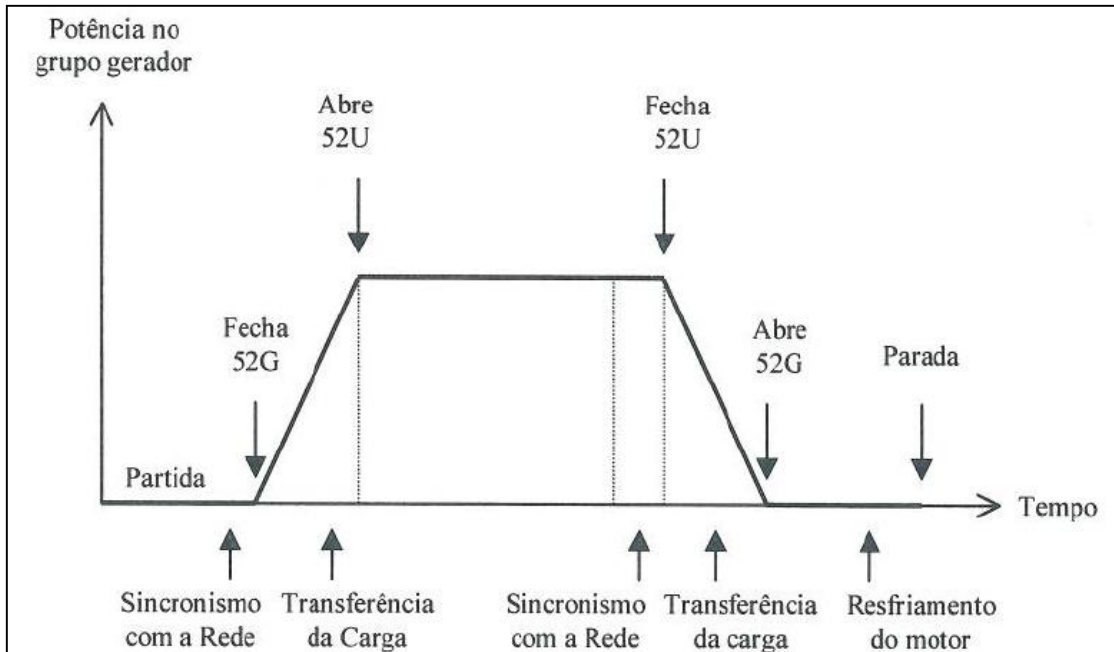 Potência no
grupo gerador
Abre
52U
Fecha
52U
Fecha
52G
Abre
52G
Parada
Partida
Tempo
Sincronismo
com a Rede
Transferência
da Carga
Sincronismo
com a Rede
Transferência
da carga
Resfriamento
do motor